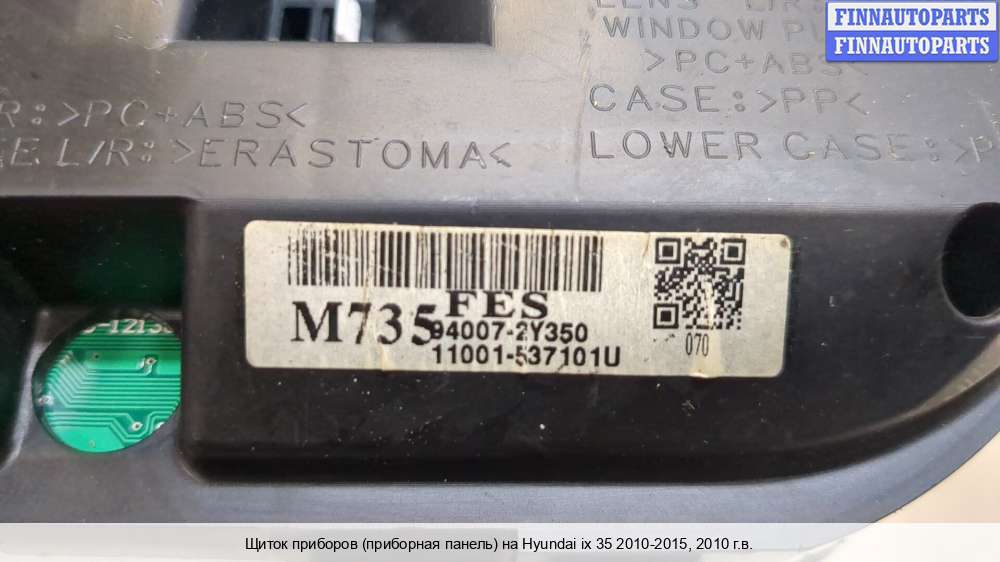 FINNAUTOPARTS
FINNAUTOPARTS
WINDOW
>PC+ABS<
CASE:>PP<
LOWER CASE:>P
R:>PC+ABS<
E L/R:>ERASTOMA<
FES
M735
94007-2Y350
11001-537101U
070
Щиток приборов (приборная панель) на Hyundai ix 35 2010-2015, 2010 г.в.